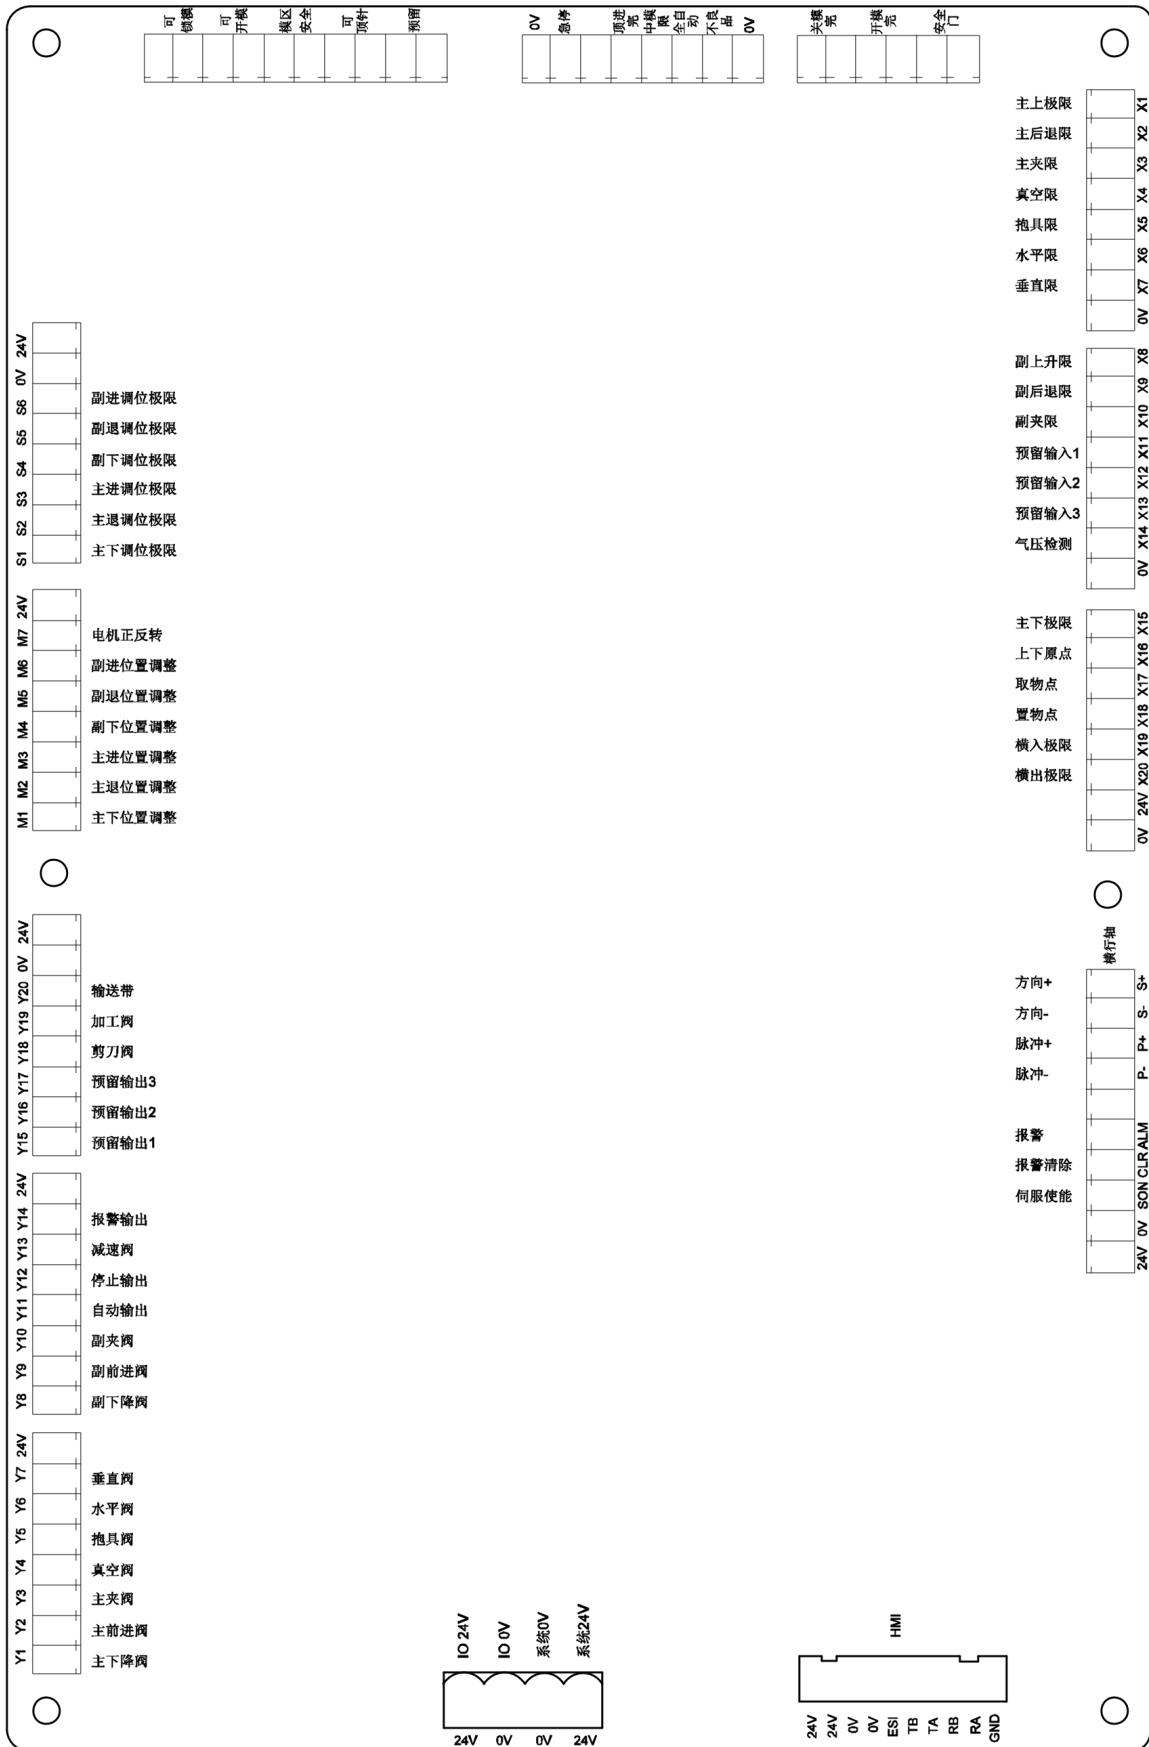 可
锁模
可
开模
模区
安全
可
顶针
预留
0V
急停
顶进
完
中模
限
全自
动
不良
品
0V
关模
完
开模
完
安全
门
主上极限 X1
主后退限 X2
主夹限 X3
真空限 X4
抱具限 X5
水平限 X6
垂直限 X7
0V
副上升限 X8
副后退限 X9
副夹限 X10
预留输入1 X11
预留输入2 X12
预留输入3 X13
气压检测 X14
0V
主下极限 X15
上下原点 X16
取物点 X17
置物点 X18
横入极限 X19
横出极限 X20
24V
0V
横行轴
方向+ S+
方向- S-
脉冲+ P+
脉冲- P-
报警 ALM
报警清除 CLR
伺服使能 SON
0V
24V
24V
0V
S6 副进调位极限
S5 副退调位极限
S4 副下调位极限
S3 主进调位极限
S2 主退调位极限
S1 主下调位极限
24V
M7 电机正反转
M6 副进位置调整
M5 副退位置调整
M4 副下位置调整
M3 主进位置调整
M2 主退位置调整
M1 主下位置调整
24V
0V
Y20 输送带
Y19 加工阀
Y18 剪刀阀
Y17 预留输出3
Y16 预留输出2
Y15 预留输出1
24V
Y14 报警输出
Y13 减速阀
Y12 停止输出
Y11 自动输出
Y10 副夹阀
Y9 副前进阀
Y8 副下降阀
24V
Y7 垂直阀
Y6 水平阀
Y5 抱具阀
Y4 真空阀
Y3 主夹阀
Y2 主前进阀
Y1 主下降阀
IO 24V
IO 0V
系统0V
系统24V
24V 0V 0V 24V
HMI
24V
24V
0V
0V
ESI
TB
TA
RB
RA
GND